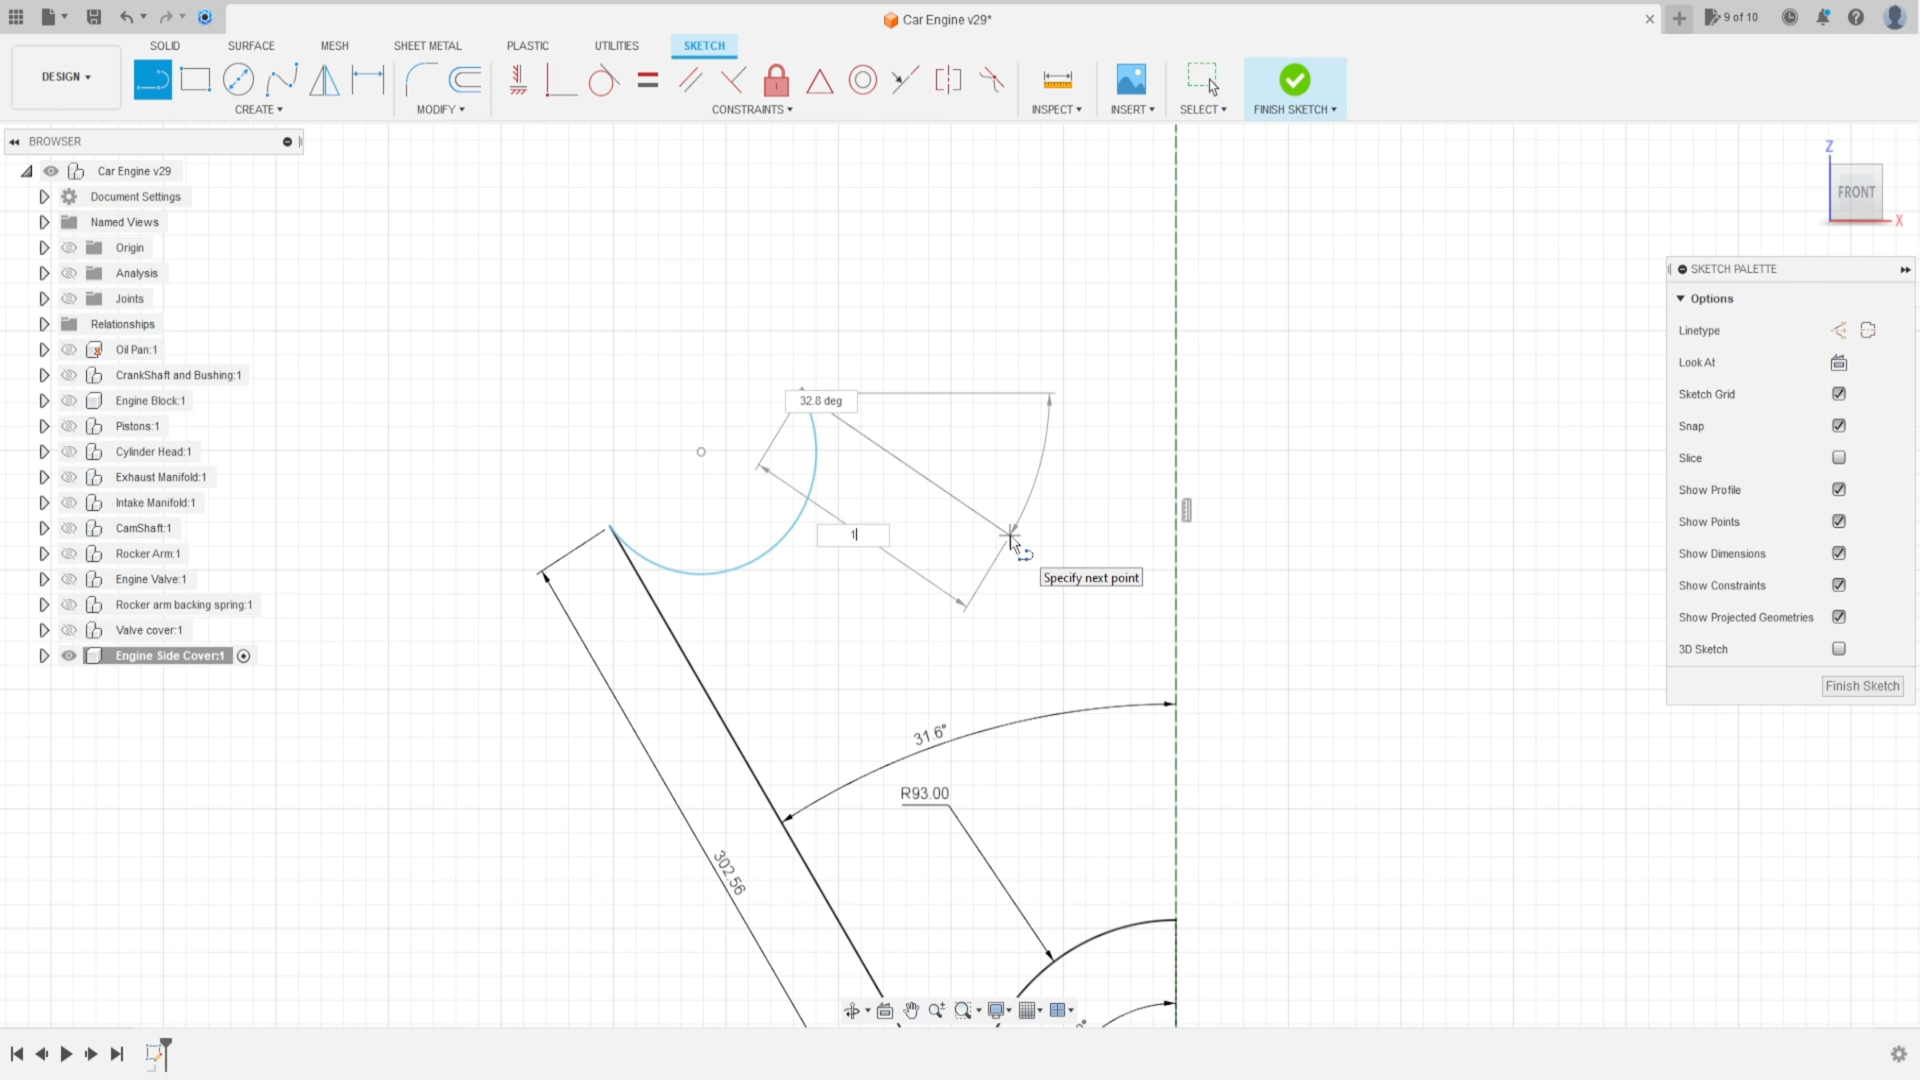 Car Engine v29*
9 of 10
SOLID
SURFACE
MESH
SHEET METAL
PLASTIC
UTILITIES
SKETCH
DESIGN
CREATE
MODIFY
CONSTRAINTS
INSPECT
INSERT
SELECT
FINISH SKETCH
BROWSER
Car Engine v29
Document Settings
Named Views
Origin
Analysis
Joints
Relationships
Oil Pan:1
CrankShaft and Bushing:1
Engine Block:1
Pistons:1
Cylinder Head:1
Exhaust Manifold:1
Intake Manifold:1
CamShaft:1
Rocker Arm:1
Engine Valve:1
Rocker arm backing spring:1
Valve cover:1
Engine Side Cover:1
32.8 deg
1
Specify next point
31.6°
R93.00
302.56
Z
FRONT
X
SKETCH PALETTE
Options
Linetype
Look At
Sketch Grid
Snap
Slice
Show Profile
Show Points
Show Dimensions
Show Constraints
Show Projected Geometries
3D Sketch
Finish Sketch